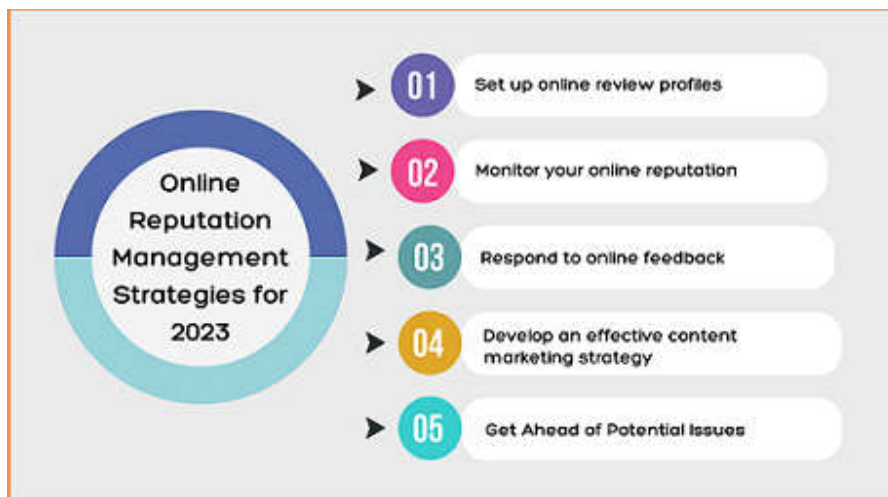 Online
Reputation
Management
Strategies for
2023
01
Set up online review profiles
02
Monitor your online reputation
03
Respond to online feedback
04
Develop an effective content
marketing strategy
05
Get Ahead of Potential Issues